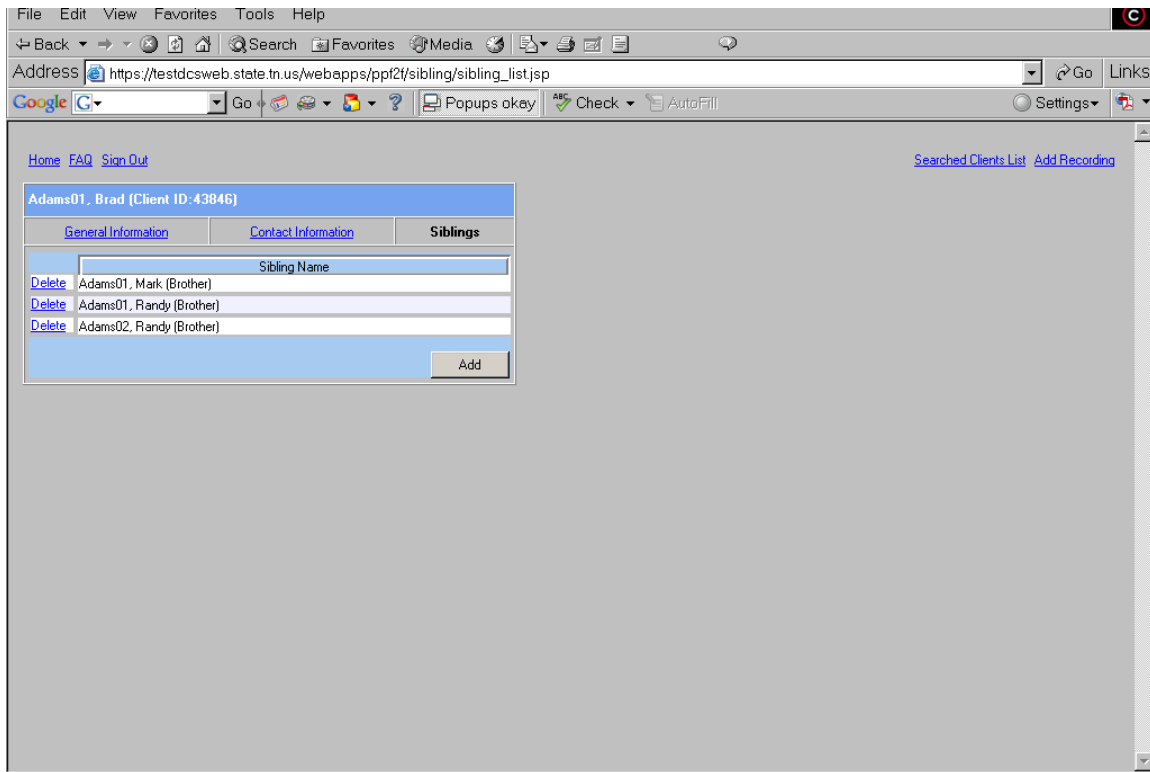 File Edit View Favorites Tools Help
Back Search Favorites Media
Address https://testdcsweb.state.tn.us/webapps/ppf2f/sibling/sibling_list.jsp Go Links
Google G Go Popups okay ABC Check AutoFill Settings
Home FAQ Sign Out Searched Clients List Add Recording
Adams01, Brad (Client ID:43846)
General Information Contact Information Siblings
Sibling Name
Delete Adams01, Mark (Brother)
Delete Adams01, Randy (Brother)
Delete Adams02, Randy (Brother)
Add